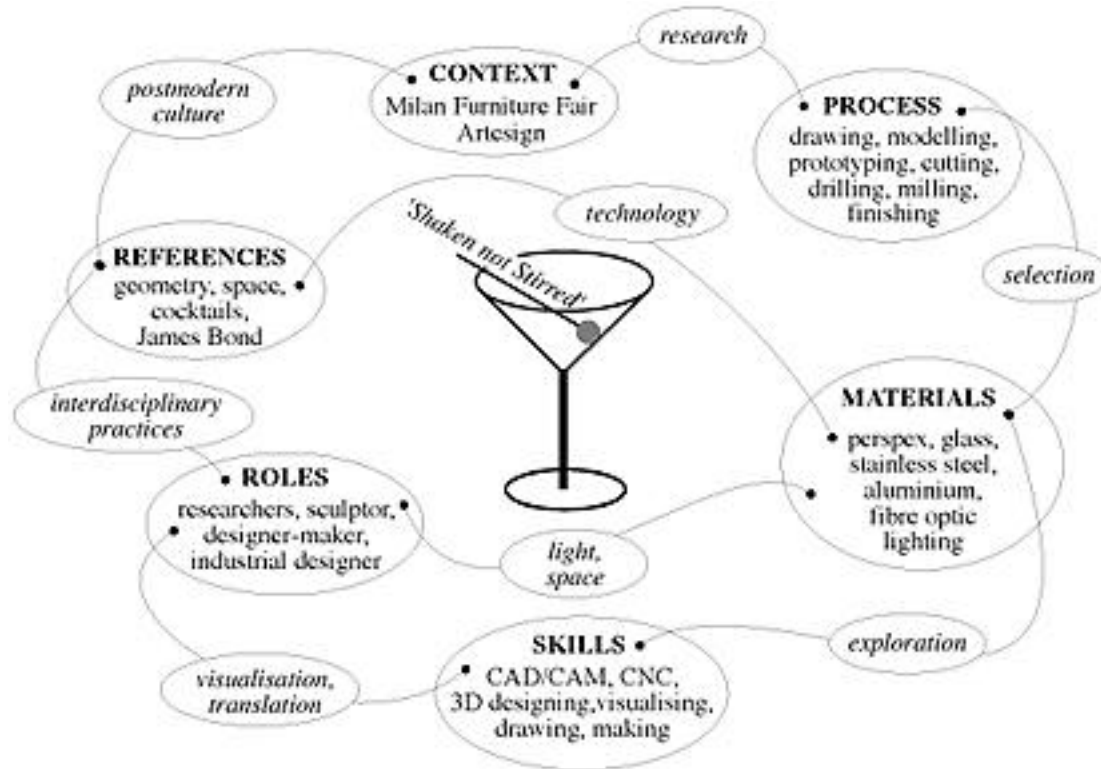 research
postmodern
culture
CONTEXT
Milan Furniture Fair
Artesign
PROCESS
drawing, modelling,
prototyping, cutting,
drilling, milling,
finishing
technology
'Shaken not Stirred'
REFERENCES
geometry, space,
cocktails,
James Bond
selection
interdisciplinary
practices
MATERIALS
perspex, glass,
stainless steel,
aluminium,
fibre optic
lighting
ROLES
researchers, sculptor,
designer-maker,
industrial designer
light,
space
SKILLS
CAD/CAM, CNC,
3D designing,visualising,
drawing, making
exploration
visualisation,
translation